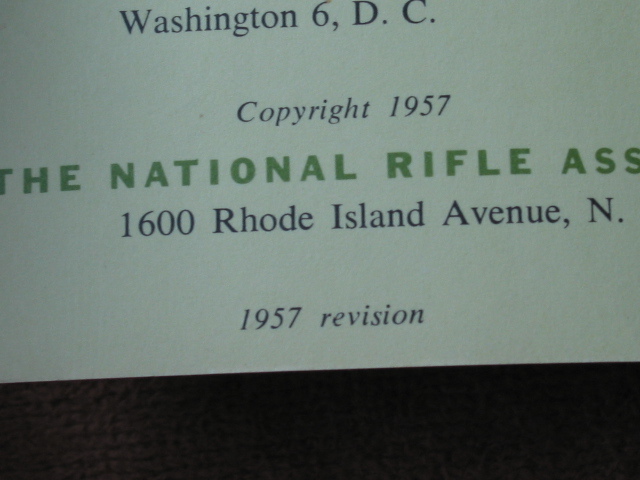 Washington 6, D. C.
Copyright 1957
THE NATIONAL RIFLE ASS
1600 Rhode Island Avenue, N.
1957 revision